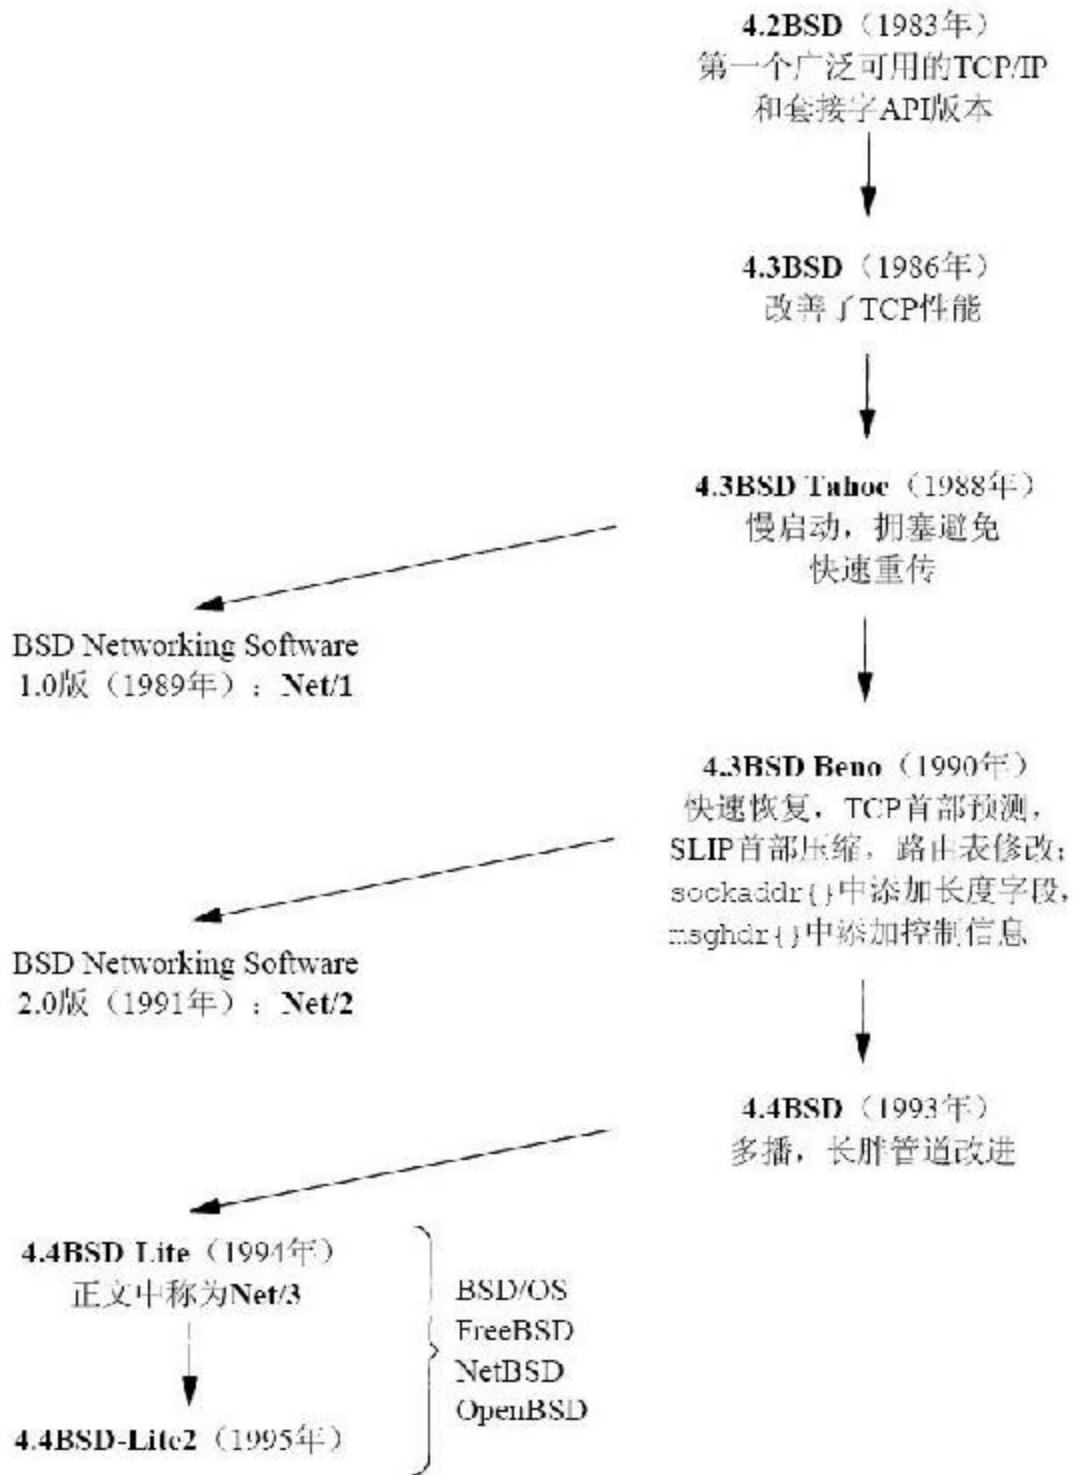 4.2BSD（1983年）
第一个广泛可用的TCP/IP
和套接字API版本
4.3BSD（1986年）
改善了TCP性能
4.3BSD Tahoe（1988年）
慢启动，拥塞避免
快速重传
BSD Networking Software
1.0版（1989年）：Net/1
4.3BSD Beno（1990年）
快速恢复，TCP首部预测，
SLIP首部压缩，路由表修改；
sockaddr{}中添加长度字段，
msghdr{}中添加控制信息
BSD Networking Software
2.0版（1991年）：Net/2
4.4BSD（1993年）
多播，长胖管道改进
4.4BSD-Lite（1994年）
正文中称为Net/3
BSD/OS
FreeBSD
NetBSD
OpenBSD
4.4BSD-Lite2（1995年）